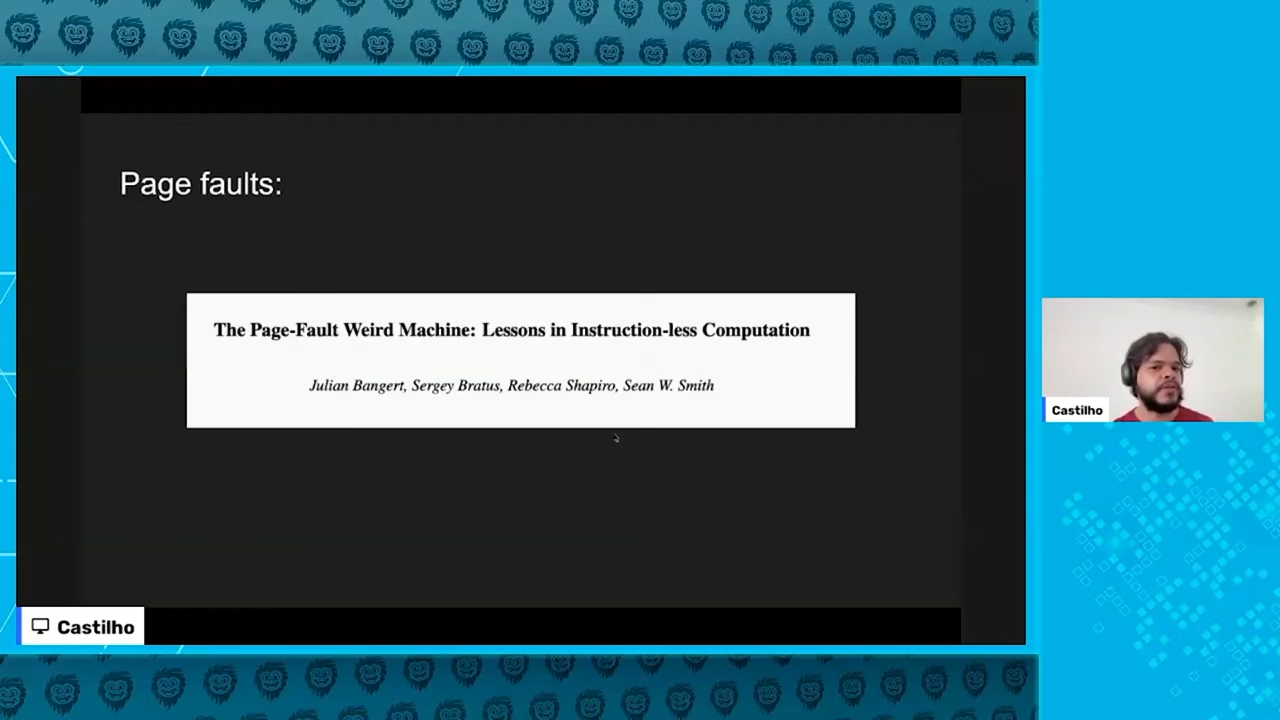 Page faults:
The Page-Fault Weird Machine: Lessons in Instruction-less Computation
Julian Bangert, Sergey Bratus, Rebecca Shapiro, Sean W. Smith
Castilho
Castilho